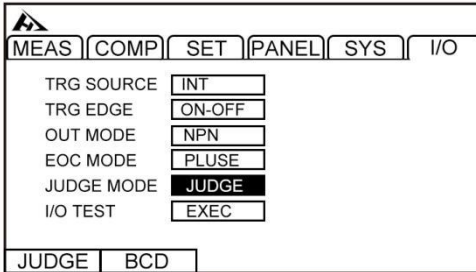 MEAS COMP SET PANEL SYS I/O
TRG SOURCE INT
TRG EDGE ON-OFF
OUT MODE NPN
EOC MODE PLUSE
JUDGE MODE JUDGE
I/O TEST EXEC
JUDGE BCD